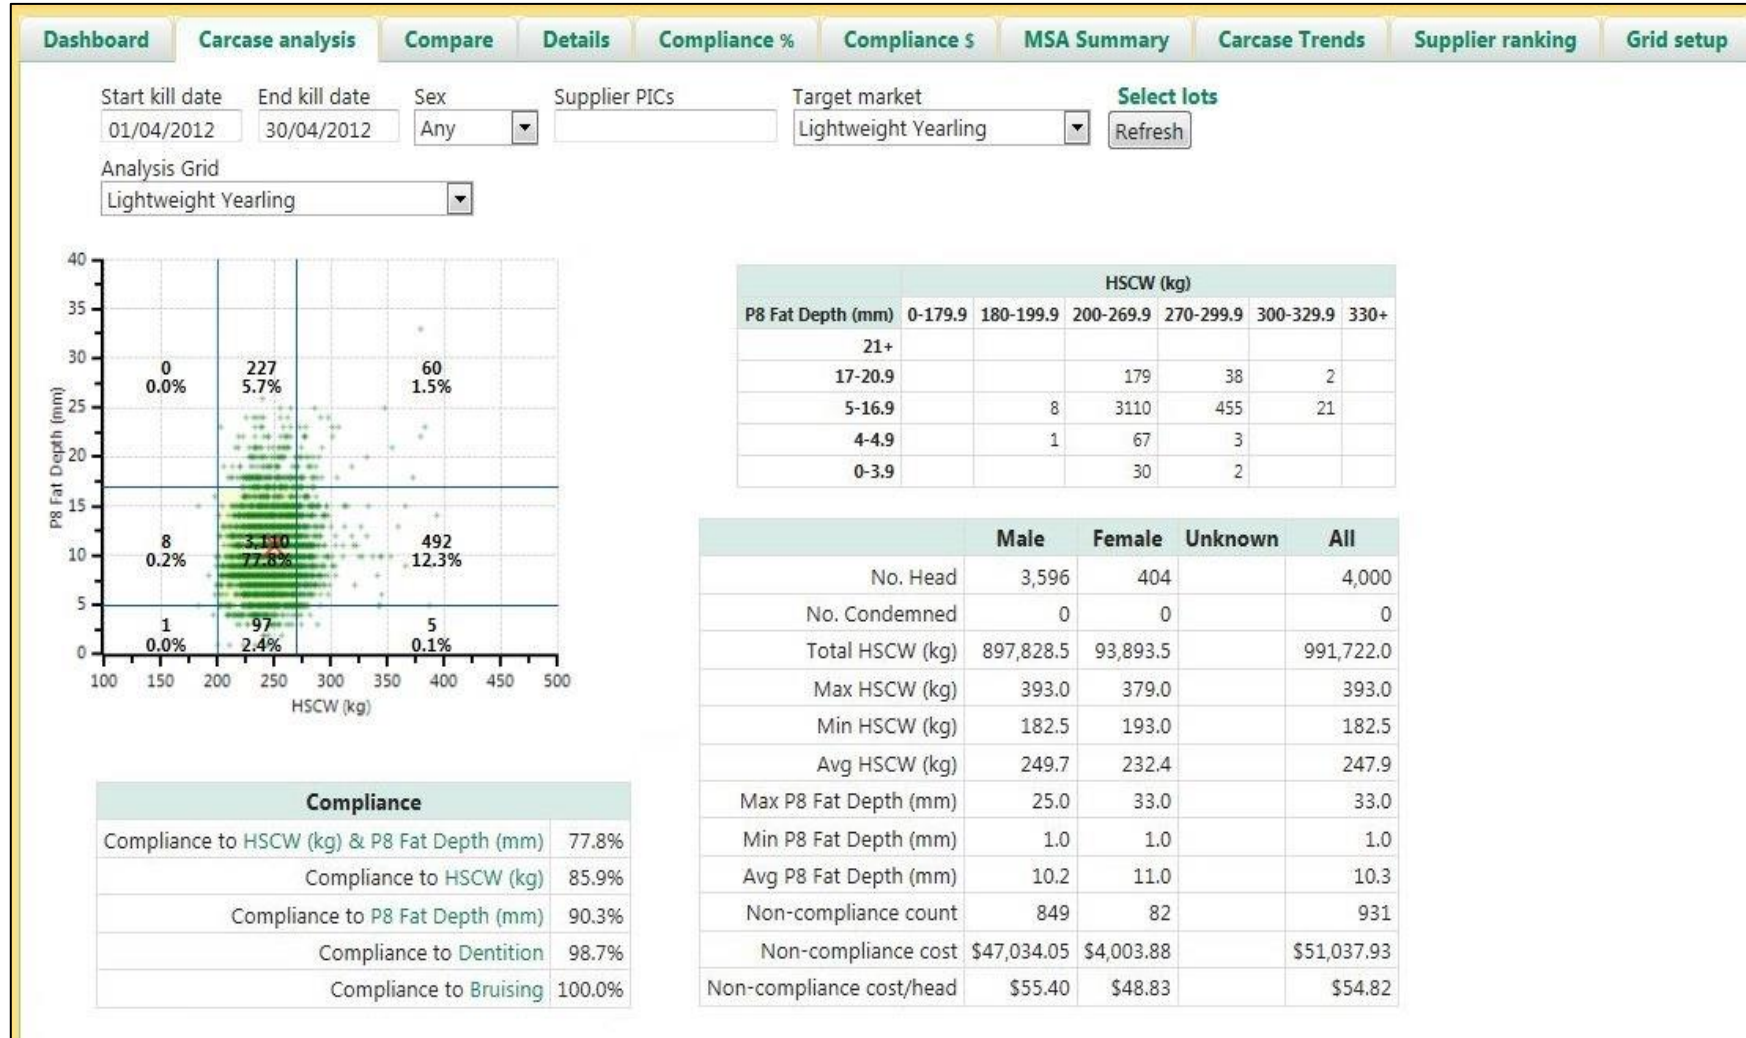 Dashboard Carcase analysis Compare Details Compliance % Compliance $ MSA Summary Carcase Trends Supplier ranking Grid setup
Start kill date End kill date Sex Supplier PICs Target market Select lots
01/04/2012 30/04/2012 Any Lightweight Yearling Refresh
Analysis Grid
Lightweight Yearling
P8 Fat Depth (mm)
40
35
30
25
20
15
10
5
0
0 227 60
0.0% 5.7% 1.5%
8 3,110 492
0.2% 77.8% 12.3%
1 97 5
0.0% 2.4% 0.1%
100 150 200 250 300 350 400 450 500
HSCW (kg)
HSCW (kg)
P8 Fat Depth (mm) 0-179.9 180-199.9 200-269.9 270-299.9 300-329.9 330+
21+
17-20.9 179 38 2
5-16.9 8 3110 455 21
4-4.9 1 67 3
0-3.9 30 2
Male Female Unknown All
No. Head 3,596 404 4,000
No. Condemned 0 0 0
Total HSCW (kg) 897,828.5 93,893.5 991,722.0
Max HSCW (kg) 393.0 379.0 393.0
Min HSCW (kg) 182.5 193.0 182.5
Avg HSCW (kg) 249.7 232.4 247.9
Max P8 Fat Depth (mm) 25.0 33.0 33.0
Min P8 Fat Depth (mm) 1.0 1.0 1.0
Avg P8 Fat Depth (mm) 10.2 11.0 10.3
Non-compliance count 849 82 931
Non-compliance cost $47,034.05 $4,003.88 $51,037.93
Non-compliance cost/head $55.40 $48.83 $54.82
Compliance
Compliance to HSCW (kg) & P8 Fat Depth (mm) 77.8%
Compliance to HSCW (kg) 85.9%
Compliance to P8 Fat Depth (mm) 90.3%
Compliance to Dentition 98.7%
Compliance to Bruising 100.0%